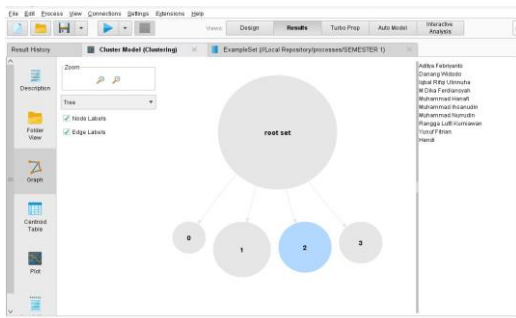 File Edit Process View Connections Settings Extensions Help
Views: Design Results Turbo Prep Auto Model Interactive Analysis
Result History Cluster Model (Clustering) ExampleSet (//Local Repository/processes/SEMESTER 1)
Zoom
Tree
Node Labels
Edge Labels
Description
Folder View
Graph
Centroid Table
Plot
root set
0
1
2
3
Aditya Febriyanto
Danang Widodo
Iqbal Rifqi Utinnuha
M Dika Ferdiansyah
Muhammad Hanafi
Muhammad Ihsanudin
Muhammad Nurrudin
Rangga Lutfi Kurniawan
Yusuf Fitrian
Hendi